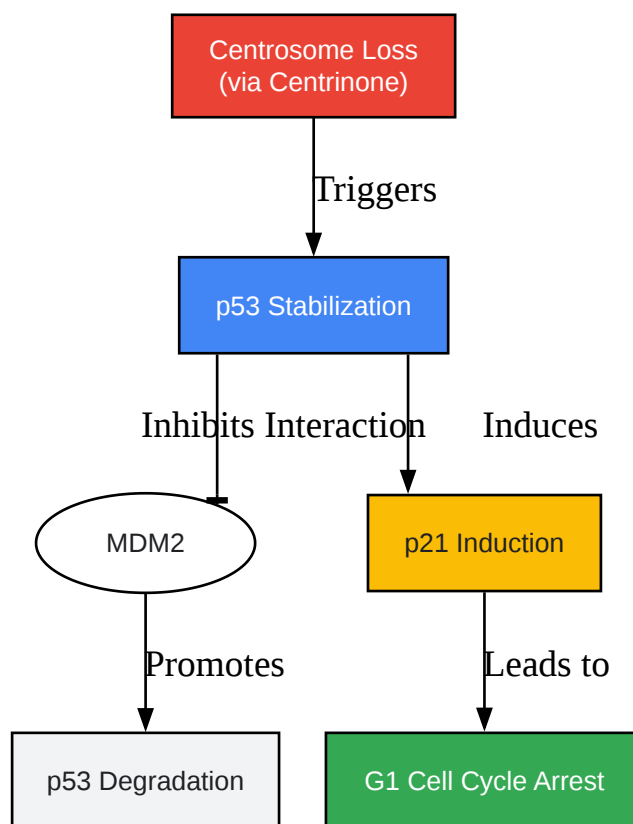 Centrosome Loss
(via Centrinone)
Triggers
p53 Stabilization
Inhibits Interaction
Induces
MDM2
p21 Induction
Promotes
Leads to
p53 Degradation
G1 Cell Cycle Arrest